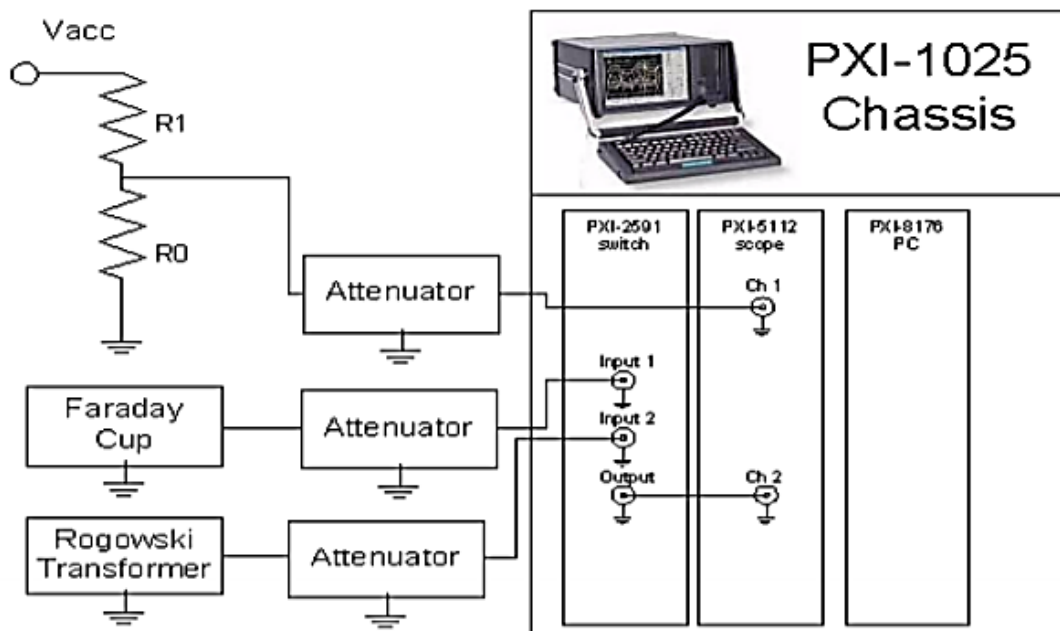 Vacc
R1
R0
PXI-1025
Chassis
PXI-2591
switch
PXI-5112
scope
PXI-8176
PC
Attenuator
Ch 1
Faraday
Cup
Attenuator
Input 1
Input 2
Output
Ch 2
Rogowski
Transformer
Attenuator